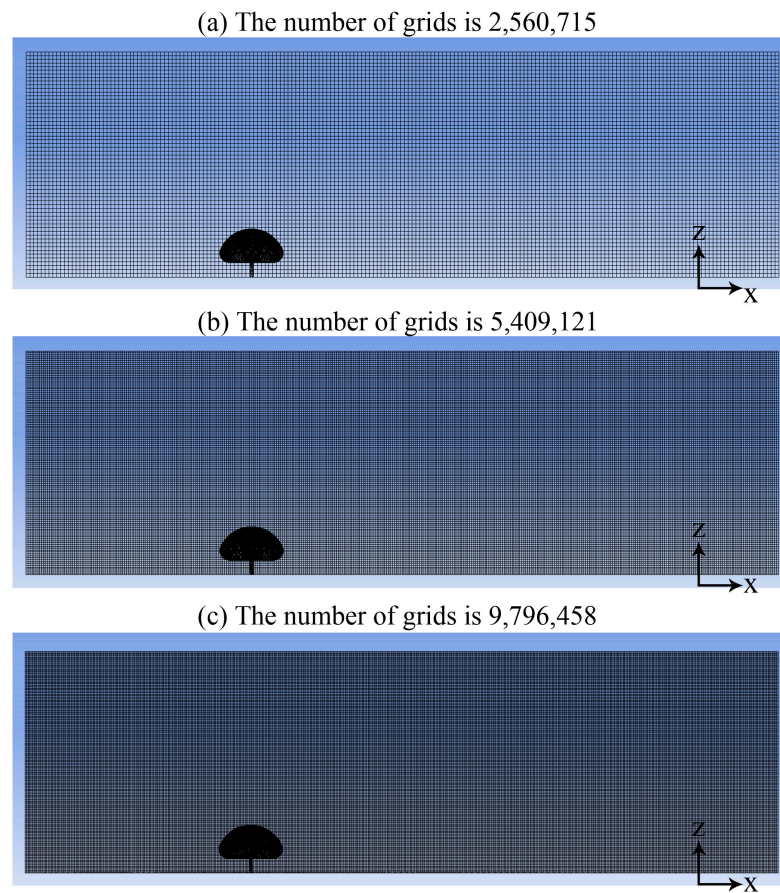 (a) The number of grids is 2,560,715
Z
X
(b) The number of grids is 5,409,121
Z
X
(c) The number of grids is 9,796,458
Z
X